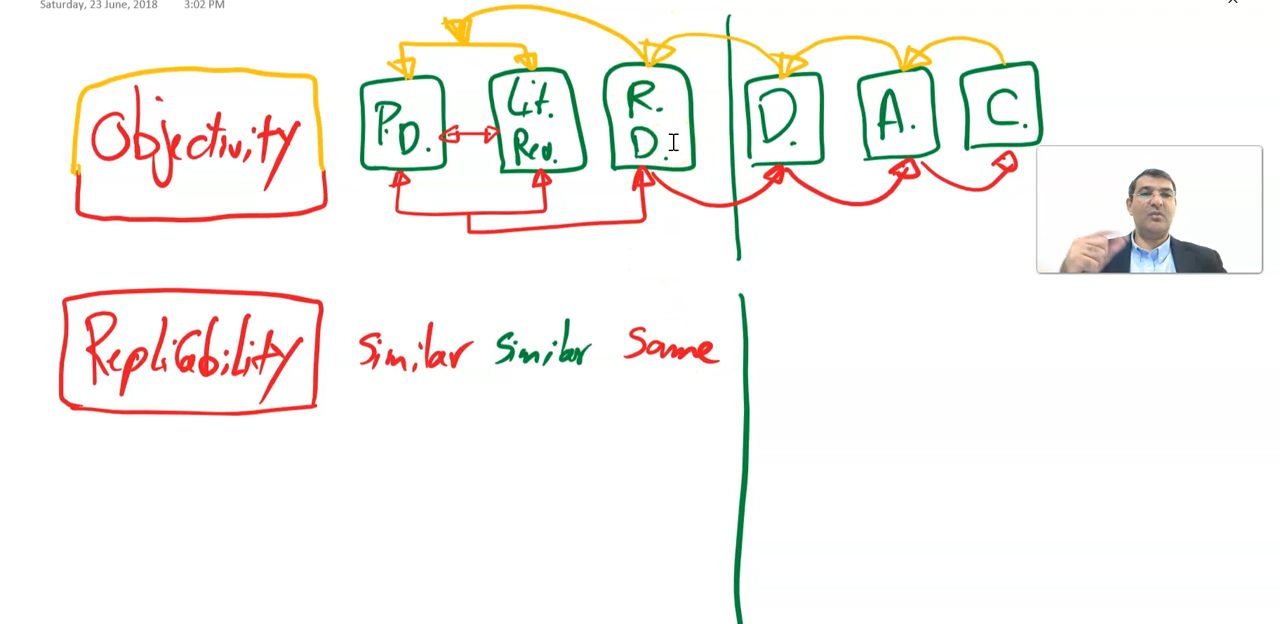 Saturday, 23 June, 2018 3:02 PM
Objectivity
P.D.
Lit. Rev.
R. D.
D.
A.
C.
Replicability
Similar Similar Same